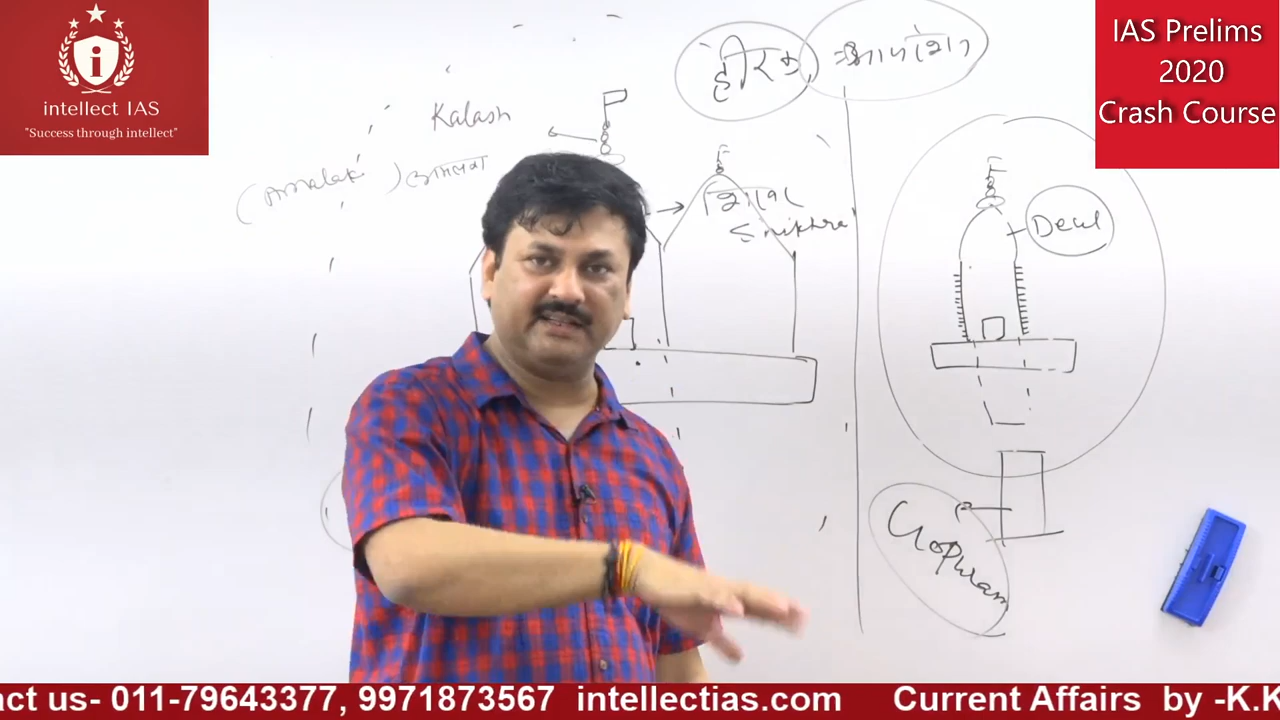 intellect IAS
"Success through intellect"
IAS Prelims
2020
Crash Course
Kalash
(Amalak)
शिखर
Shikhra
Deul
Gophram
act us- 011-79643377, 9971873567 intellectias.com Current Affairs by -K.K